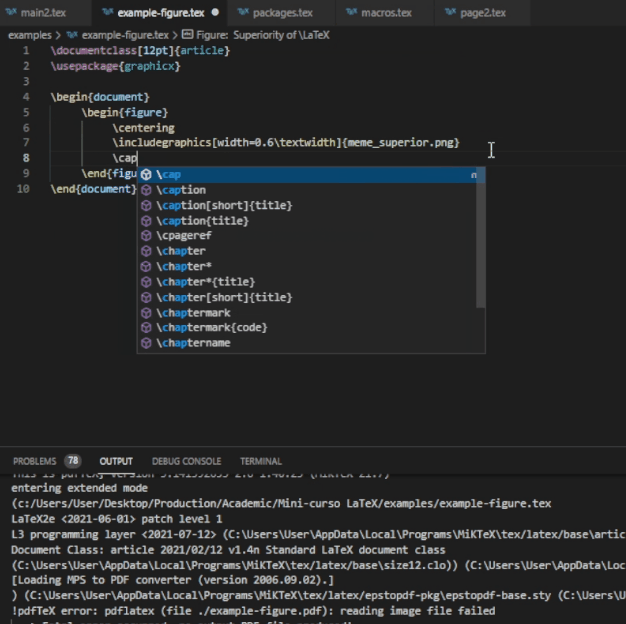 main2.tex example-figure.tex packages.tex macros.tex page2.tex
examples > example-figure.tex > Figure: Superiority of \LaTeX
1 \documentclass[12pt]{article}
2 \usepackage{graphicx}
3
4 \begin{document}
5 \begin{figure}
6 \centering
7 \includegraphics[width=0.6\textwidth]{meme_superior.png}
8 \cap
9 \end{figu
10 \end{document}
\cap ∩
\caption
\caption[short]{title}
\caption{title}
\cpageref
\chapter
\chapter*
\chapter*{title}
\chapter[short]{title}
\chaptermark
\chaptermark{code}
\chaptername
PROBLEMS 78 OUTPUT DEBUG CONSOLE TERMINAL
entering extended mode
(c:/Users/User/Desktop/Production/Academic/Mini-curso LaTeX/examples/example-figure.tex
LaTeX2e <2021-06-01> patch level 1
L3 programming layer <2021-07-12> (C:\Users\User\AppData\Local\Programs\MiKTeX\tex/latex/base\artic
Document Class: article 2021/02/12 v1.4n Standard LaTeX document class
(C:\Users\User\AppData\Local\Programs\MiKTeX\tex/latex/base\size12.clo)) (C:\Users\User\AppData\Loc
[Loading MPS to PDF converter (version 2006.09.02).]
) (C:\Users\User\AppData\Local\Programs\MiKTeX\tex/latex/epstopdf-pkg\epstopdf-base.sty (C:\Users\U
!pdfTeX error: pdflatex (file ./example-figure.pdf): reading image file failed